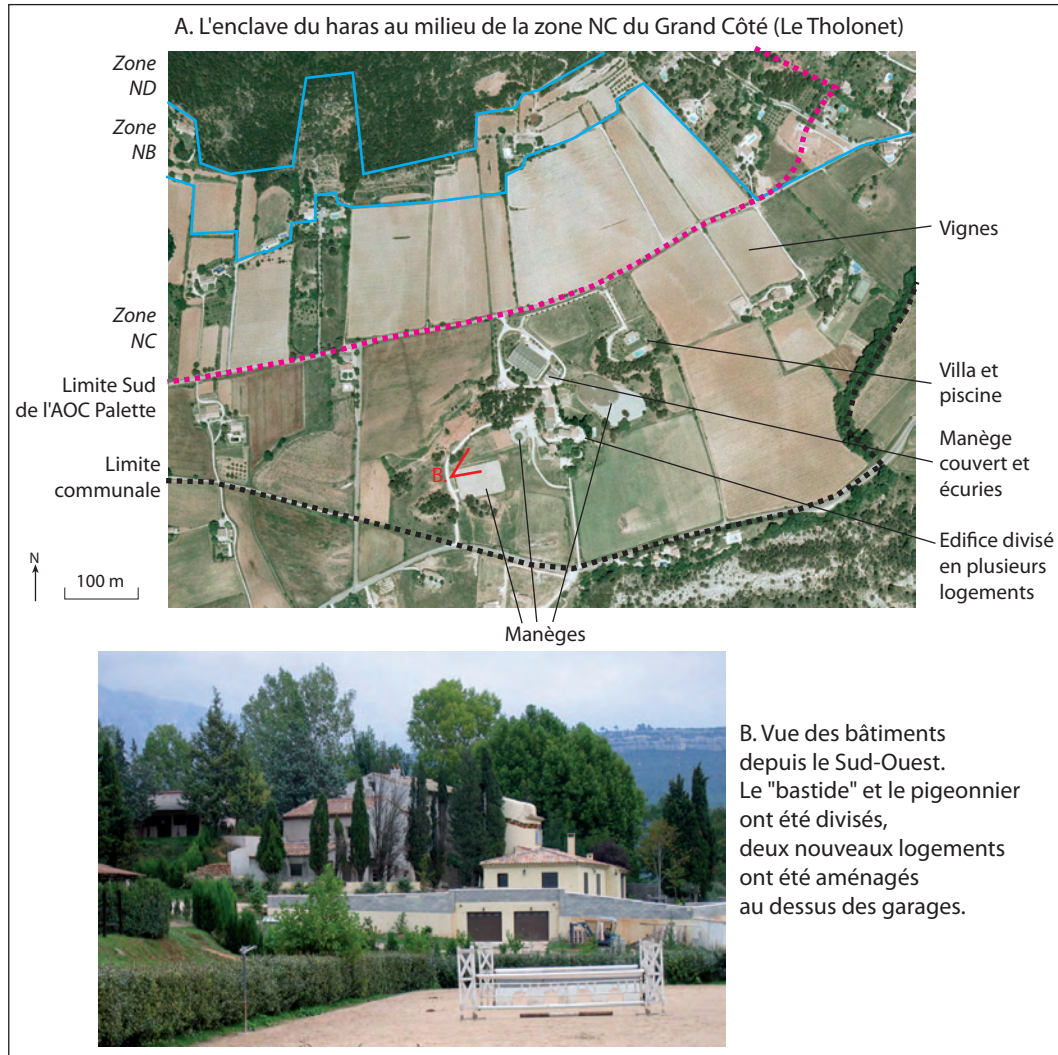 A. L'enclave du haras au milieu de la zone NC du Grand Côté (Le Tholonet)
Zone
ND
Zone
NB
Vignes
Zone
NC
Limite Sud
de l'AOC Palette
Villa et
piscine
Limite
communale
Manège
couvert et
écuries
B.
N
100 m
Edifice divisé
en plusieurs
logements
Manèges
B. Vue des bâtiments
depuis le Sud-Ouest.
Le "bastide" et le pigeonnier
ont été divisés,
deux nouveaux logements
ont été aménagés
au dessus des garages.